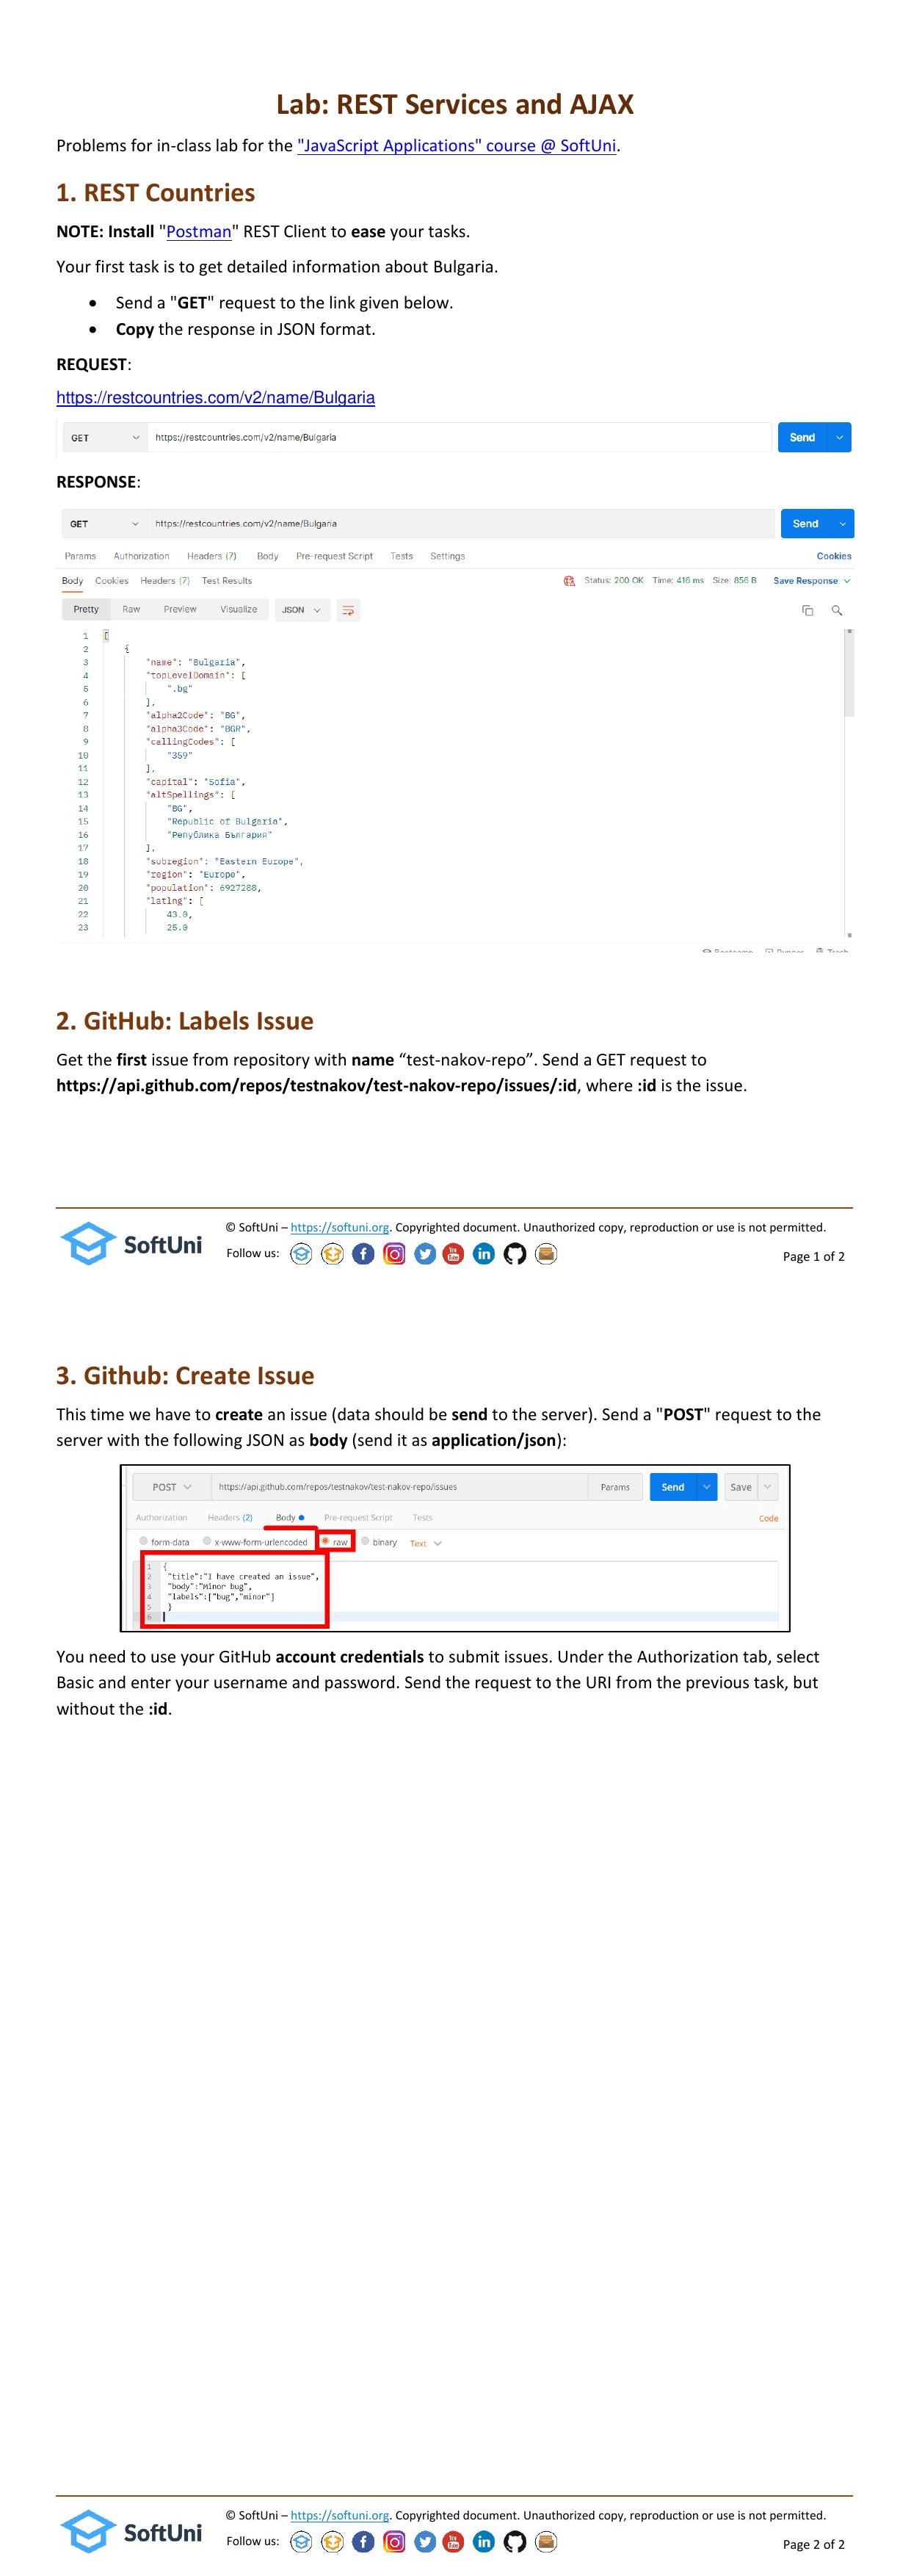 Lab: REST Services and AJAX
Problems for in-class lab for the "JavaScript Applications" course @ SoftUni.
1. REST Countries
NOTE: Install "Postman" REST Client to ease your tasks.
Your first task is to get detailed information about Bulgaria.
• Send a "GET" request to the link given below.
• Copy the response in JSON format.
REQUEST:
https://restcountries.com/v2/name/Bulgaria
GET https://restcountries.com/v2/name/Bulgaria Send
RESPONSE:
GET https://restcountries.com/v2/name/Bulgaria Send
Params Authorization Headers (7) Body Pre-request Script Tests Settings Cookies
Body Cookies Headers (7) Test Results Status: 200 OK Time: 416 ms Size: 856 B Save Response
Pretty Raw Preview Visualize JSON
1 [
2 {
3 "name": "Bulgaria",
4 "topLevelDomain": [
5 ".bg"
6 ],
7 "alpha2Code": "BG",
8 "alpha3Code": "BGR",
9 "callingCodes": [
10 "359"
11 ],
12 "capital": "Sofia",
13 "altSpellings": [
14 "BG",
15 "Republic of Bulgaria",
16 "Република България"
17 ],
18 "subregion": "Eastern Europe",
19 "region": "Europe",
20 "population": 6927288,
21 "latlng": [
22 43.0,
23 25.0
2. GitHub: Labels Issue
Get the first issue from repository with name “test-nakov-repo”. Send a GET request to
https://api.github.com/repos/testnakov/test-nakov-repo/issues/:id, where :id is the issue.
© SoftUni – https://softuni.org. Copyrighted document. Unauthorized copy, reproduction or use is not permitted.
SoftUni
Follow us:
Page 1 of 2
3. Github: Create Issue
This time we have to create an issue (data should be send to the server). Send a "POST" request to the
server with the following JSON as body (send it as application/json):
POST https://api.github.com/repos/testnakov/test-nakov-repo/issues Params Send Save
Authorization Headers (2) Body Pre-request Script Tests Code
form-data x-www-form-urlencoded raw binary Text
1 {
2 "title":"I have created an issue",
3 "body":"Minor bug",
4 "labels":["bug","minor"]
5 }
6
You need to use your GitHub account credentials to submit issues. Under the Authorization tab, select
Basic and enter your username and password. Send the request to the URI from the previous task, but
without the :id.
© SoftUni – https://softuni.org. Copyrighted document. Unauthorized copy, reproduction or use is not permitted.
SoftUni
Follow us:
Page 2 of 2